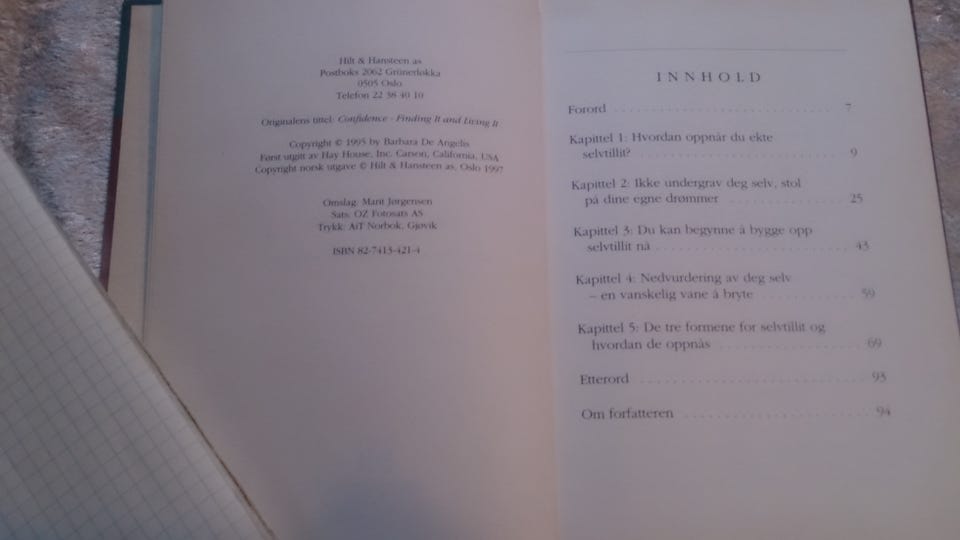 Hilt & Hansteen as
Postboks 2062 Grünerløkka
0505 Oslo
Telefon 22 38 40 10
Originalens tittel: Confidence - Finding It and Living It
Copyright © 1995 by Barbara De Angelis
Først utgitt av Hay House, Inc. Carson, California, USA
Copyright norsk utgave © Hilt & Hansteen as, Oslo 1997
Omslag: Marit Jørgensen
Sats: OZ Fotosats AS
Trykk: AiT Norbok, Gjøvik
ISBN 82-7413-421-4
INNHOLD
Forord 7
Kapittel 1: Hvordan oppnår du ekte
selvtillit? 9
Kapittel 2: Ikke undergrav deg selv, stol
på dine egne drømmer 25
Kapittel 3: Du kan begynne å bygge opp
selvtillit nå 43
Kapittel 4: Nedvurdering av deg selv
– en vanskelig vane å bryte 59
Kapittel 5: De tre formene for selvtillit og
hvordan de oppnås 69
Etterord 93
Om forfatteren 94